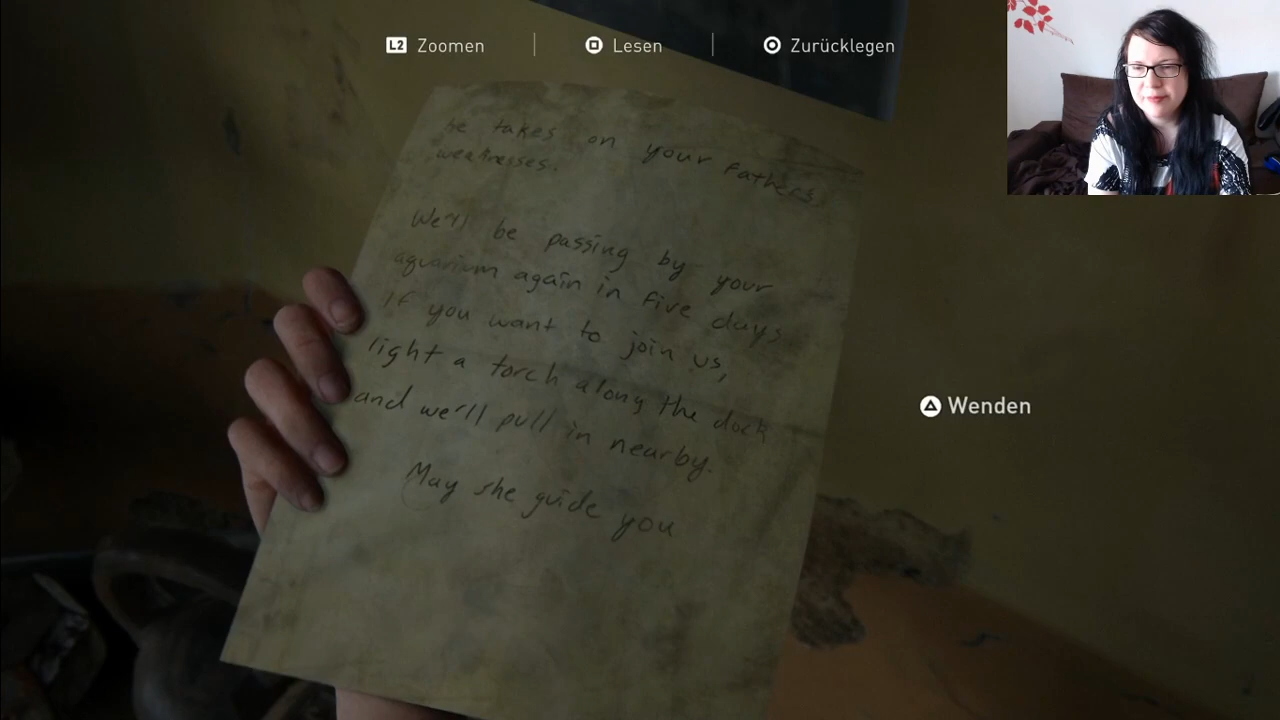 L2 Zoomen
Lesen
Zurücklegen
he takes on your fathers
weaknesses.
We'll be passing by your
aquarium again in five days
If you want to join us,
light a torch along the dock
and we'll pull in nearby.
May she guide you
Wenden